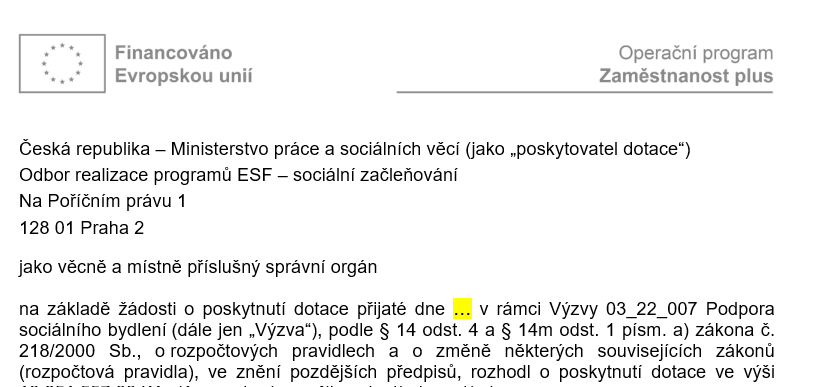 Financováno
Evropskou unií
Operační program
Zaměstnanost plus
Česká republika – Ministerstvo práce a sociálních věcí (jako „poskytovatel dotace“)
Odbor realizace programů ESF – sociální začleňování
Na Poříčním právu 1
128 01 Praha 2
jako věcně a místně příslušný správní orgán
na základě žádosti o poskytnutí dotace přijaté dne ... v rámci Výzvy 03_22_007 Podpora
sociálního bydlení (dále jen „Výzva“), podle § 14 odst. 4 a § 14m odst. 1 písm. a) zákona č.
218/2000 Sb., o rozpočtových pravidlech a o změně některých souvisejících zákonů
(rozpočtová pravidla), ve znění pozdějších předpisů, rozhodl o poskytnutí dotace ve výši